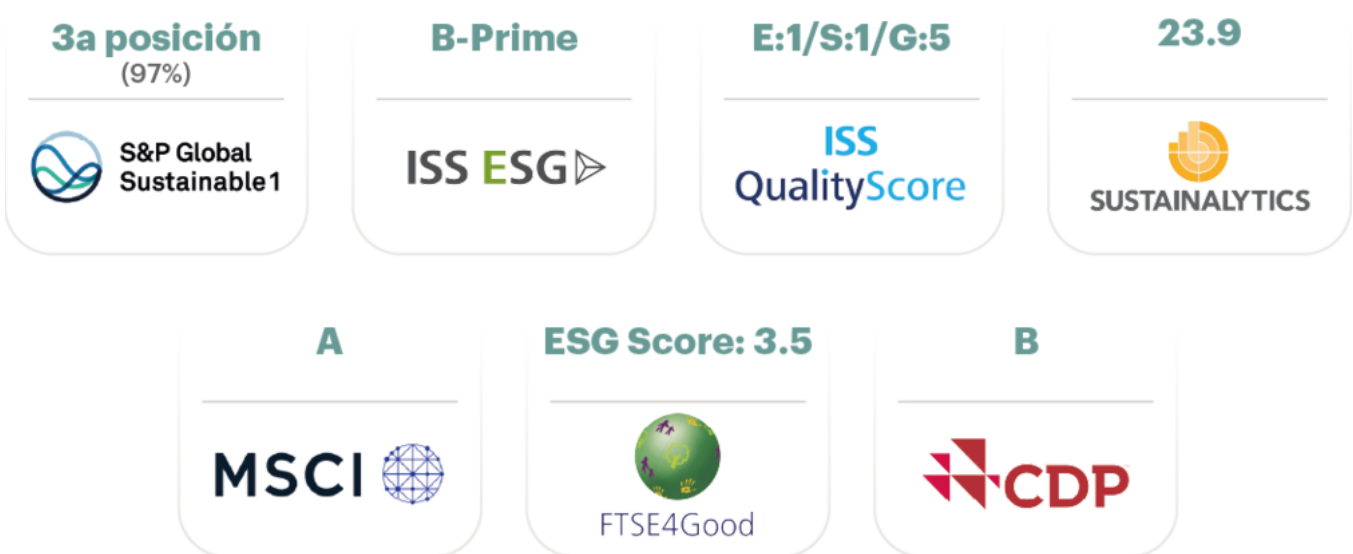 3a posición
(97%)
S&P Global
Sustainable1
B-Prime
ISS ESG
E:1/S:1/G:5
ISS
QualityScore
23.9
SUSTAINALYTICS
A
MSCI
ESG Score: 3.5
FTSE4Good
B
CDP